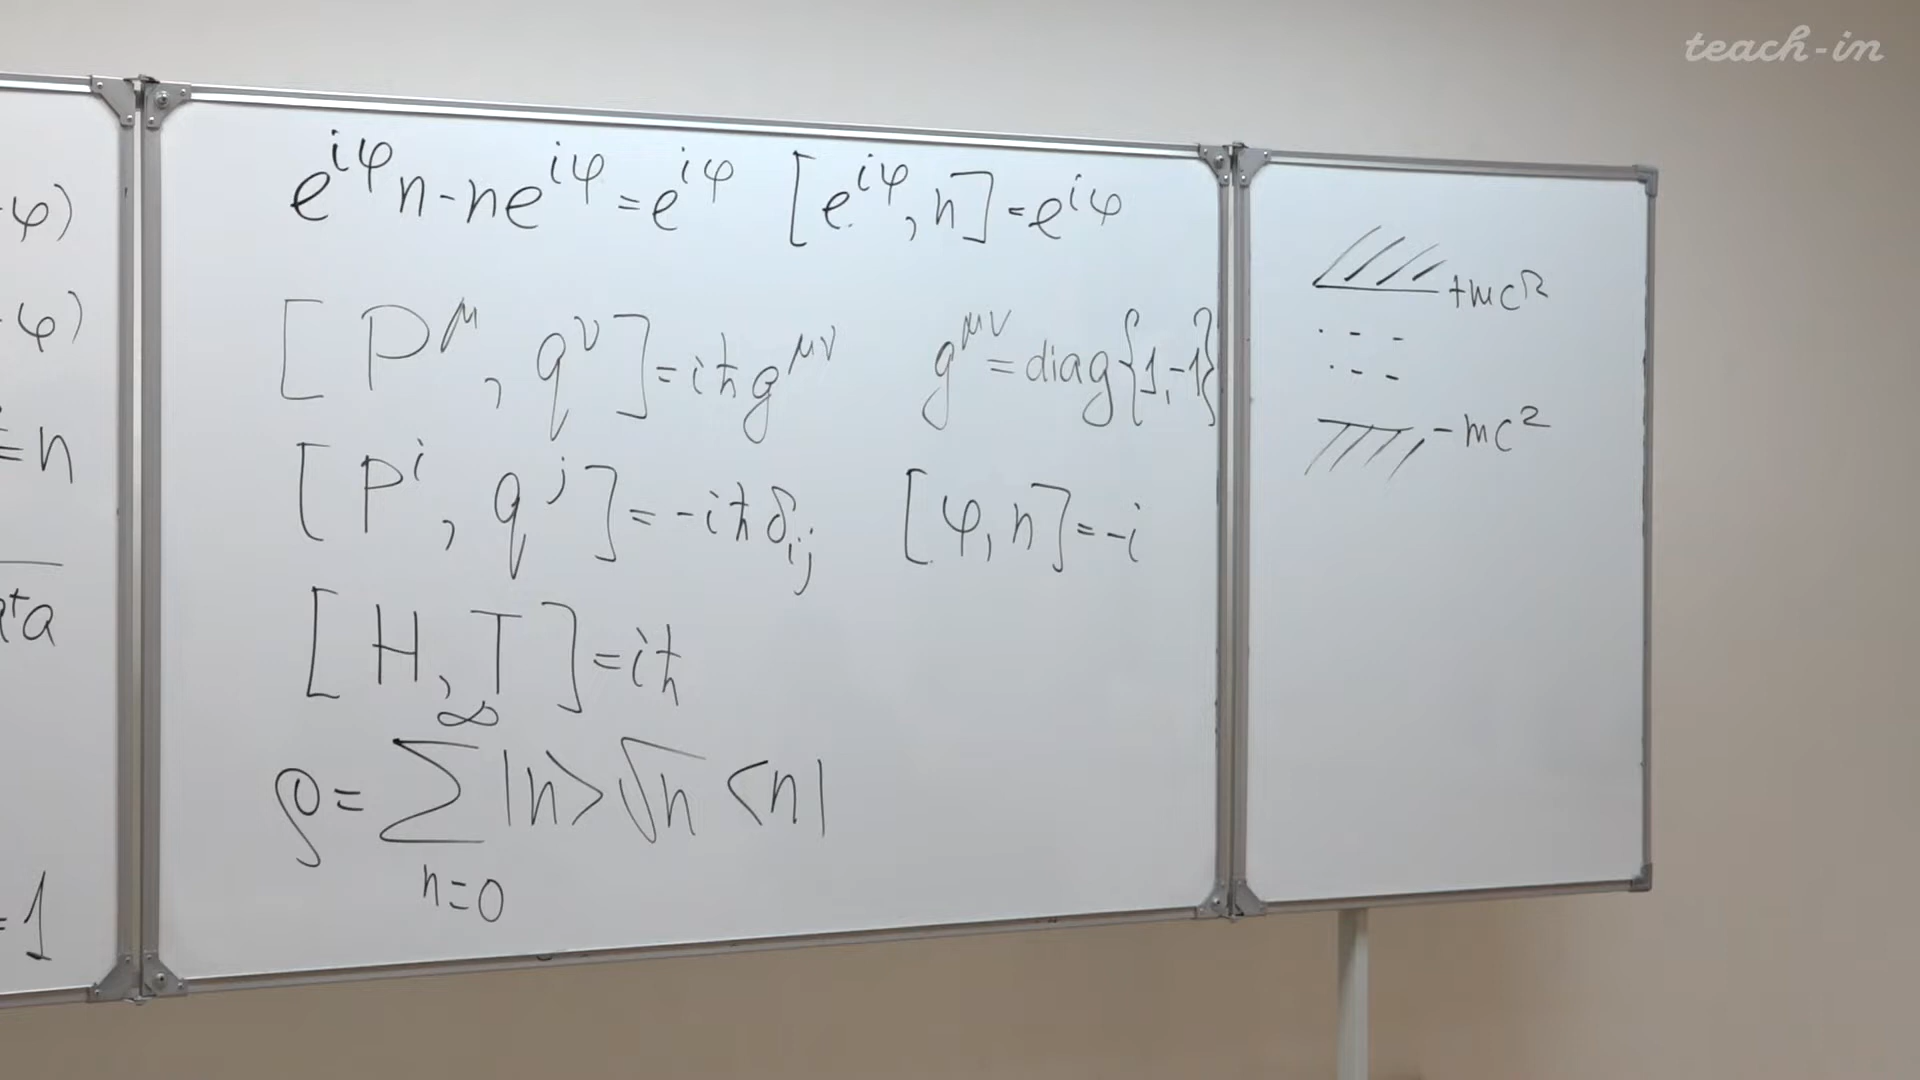 teach-in
φ)
φ)
= n
a⁺a
= 1
e^{iφ}n - ne^{iφ} = e^{iφ} [e^{iφ}, n] = e^{iφ}
[P^μ, q^ν] = iħg^{μν} g^{μν} = diag{1,-1}
[P^i, q^j] = -iħδ_{ij} [φ, n] = -i
[H, T] = iħ
ρ = ∑_{n=0}^{∞} |n> √n <n|
+mc²
-mc²